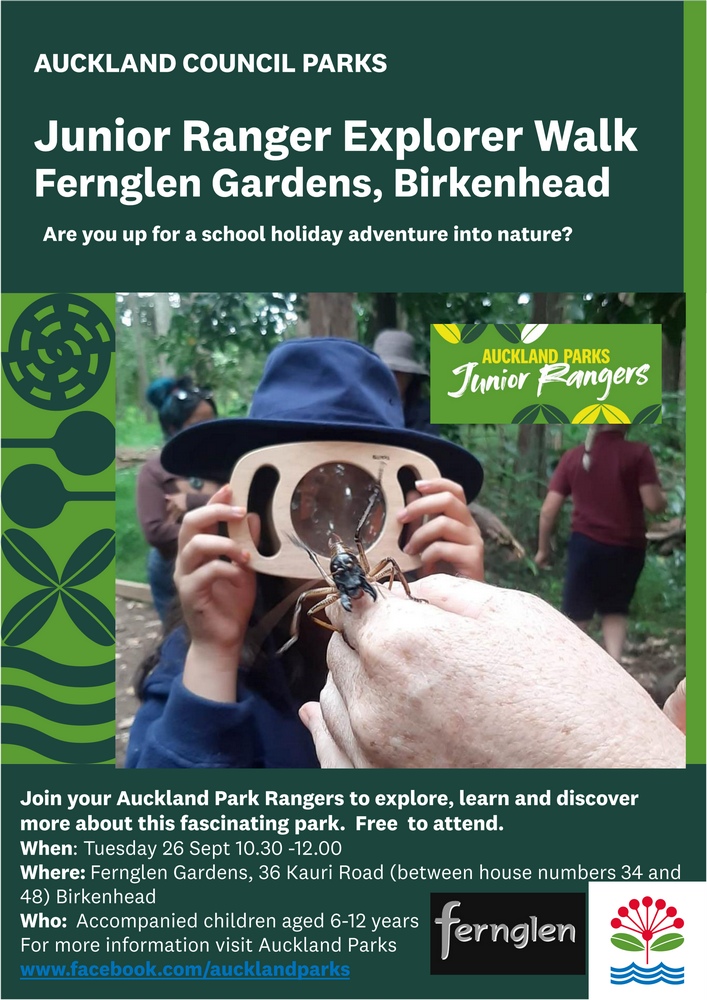 AUCKLAND COUNCIL PARKS
Junior Ranger Explorer Walk
Fernglen Gardens, Birkenhead
Are you up for a school holiday adventure into nature?
AUCKLAND PARKS
Junior Rangers
Join your Auckland Park Rangers to explore, learn and discover
more about this fascinating park. Free to attend.
When: Tuesday 26 Sept 10.30 -12.00
Where: Fernglen Gardens, 36 Kauri Road (between house numbers 34 and
48) Birkenhead
Who: Accompanied children aged 6-12 years
For more information visit Auckland Parks
www.facebook.com/aucklandparks
fernglen